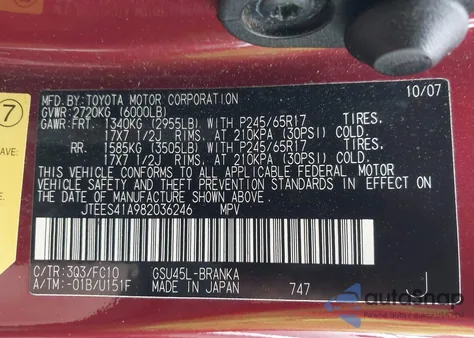 MFD. BY: TOYOTA MOTOR CORPORATION 10/07
GVWR: 2720KG (6000LB)
GAWR: FRT. 1340KG (2955LB) WITH P245/65R17 TIRES,
17X7 1/2J RIMS, AT 210KPA (30PSI) COLD.
RR. 1585KG (3505LB) WITH P245/65R17 TIRES,
17X7 1/2J RIMS, AT 210KPA (30PSI) COLD.
THIS VEHICLE CONFORMS TO ALL APPLICABLE FEDERAL MOTOR
VEHICLE SAFETY AND THEFT PREVENTION STANDARDS IN EFFECT ON
THE DATE OF MANUFACTURE SHOWN ABOVE.
JTEES41A982036246 MPV
C/TR: 3Q3/FC10 GSU45L-BRANKA
A/TM: -01B/U151F MADE IN JAPAN 747 J
7
AVE:
autosnap